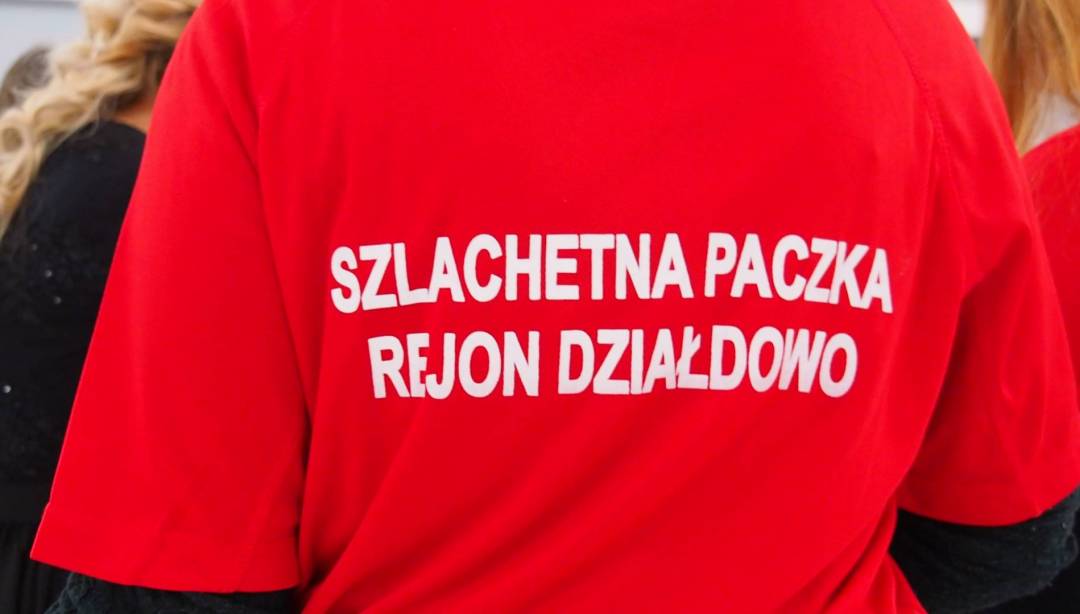 SZLACHETNA PACZKA
REJON DZIAŁDOWO